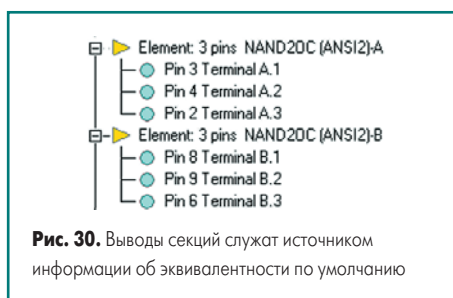 Element: 3 pins NAND2OC (ANSI2)-A
Pin 3 Terminal A.1
Pin 4 Terminal A.2
Pin 2 Terminal A.3
Element: 3 pins NAND2OC (ANSI2)-B
Pin 8 Terminal B.1
Pin 9 Terminal B.2
Pin 6 Terminal B.3
Рис. 30. Выводы секций служат источником
информации об эквивалентности по умолчанию